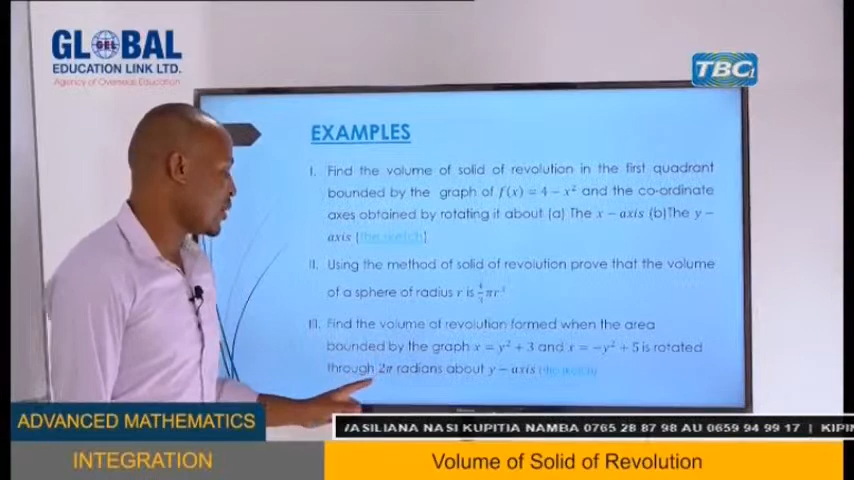 GLOBAL
GEL
EDUCATION LINK LTD.
Agency of Overseas Education
TBC1
EXAMPLES
I. Find the volume of solid of revolution in the first quadrant
bounded by the graph of f(x) = 4 − x² and the co-ordinate
axes obtained by rotating it about (a) The x − axis (b)The y −
axis (the sketch)
II. Using the method of solid of revolution prove that the volume
of a sphere of radius r is 4/3 πr³
III. Find the volume of revolution formed when the area
bounded by the graph x = y² + 3 and x = −y² + 5 is rotated
through 2π radians about y − axis (the sketch)
ADVANCED MATHEMATICS
/ASILIANA NASI KUPITIA NAMBA 0765 28 87 98 AU 0659 94 99 17 | KIPIN
INTEGRATION
Volume of Solid of Revolution